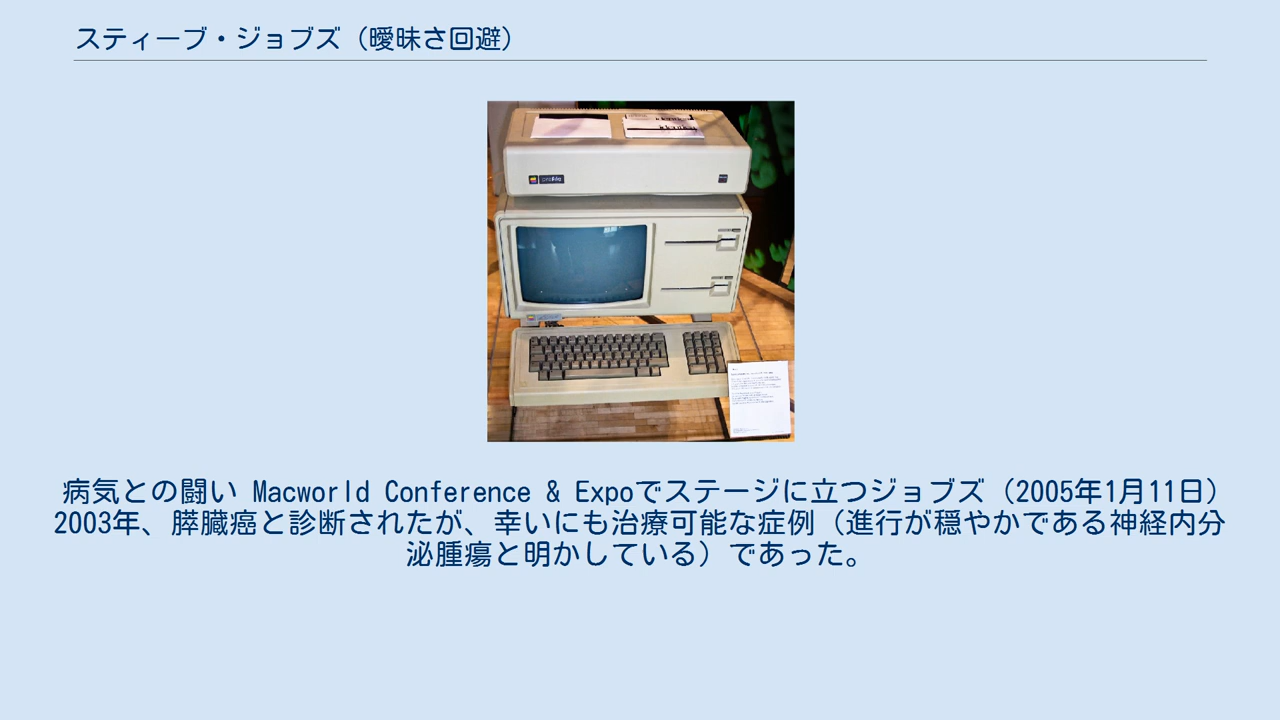 スティーブ・ジョブズ（曖昧さ回避）
病気との闘い Macworld Conference & Expoでステージに立つジョブズ（2005年1月11日）
2003年、膵臓癌と診断されたが、幸いにも治療可能な症例（進行が穏やかである神経内分
泌腫瘍と明かしている）であった。